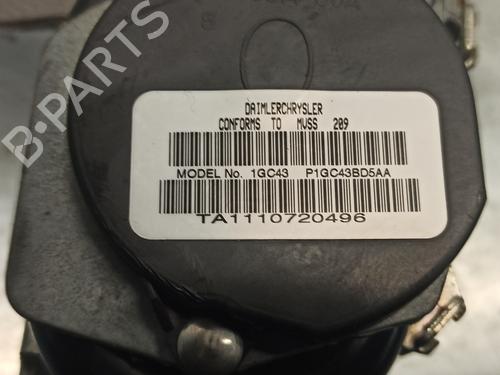 DAIMLERCHRYSLER
CONFORMS TO MVSS 209
MODEL No. 1GC43 P1GC43BD5AA
TA1110720496
B-PARTS